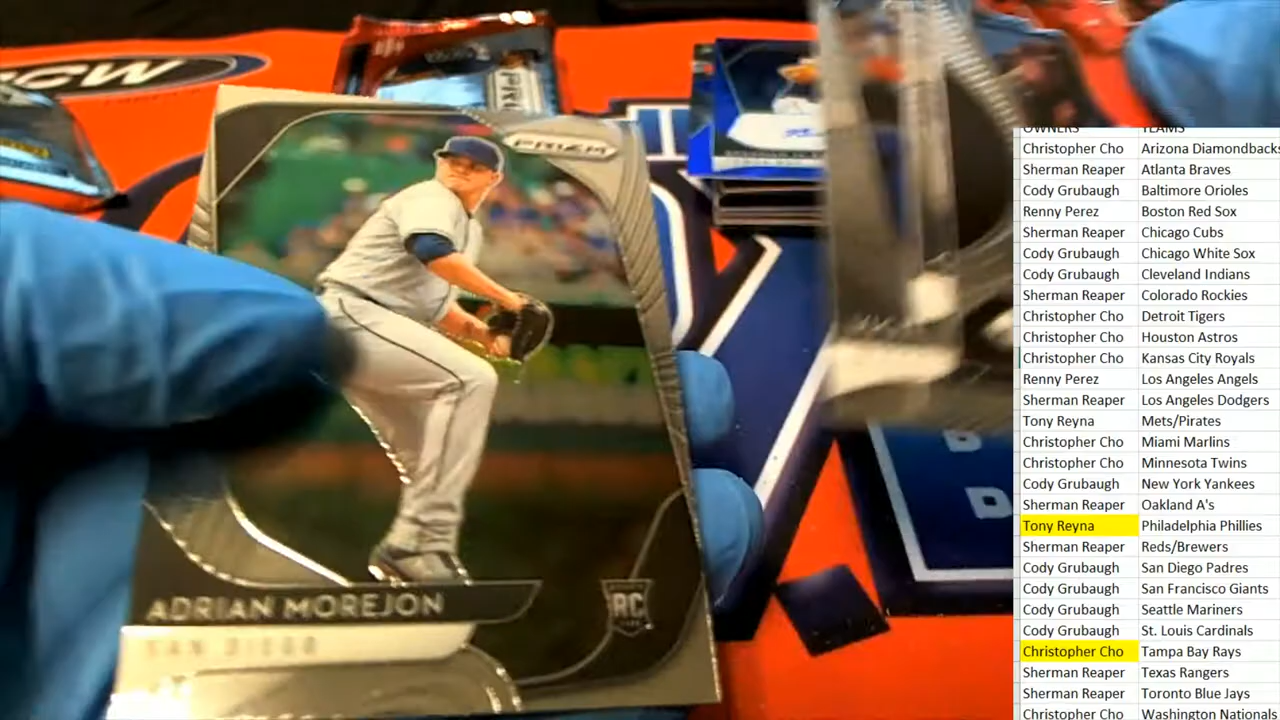 CW
PRIZM
ADRIAN MOREJON
SAN DIEGO
RC
OWNERS TEAMS
Christopher Cho Arizona Diamondbacks
Sherman Reaper Atlanta Braves
Cody Grubaugh Baltimore Orioles
Renny Perez Boston Red Sox
Sherman Reaper Chicago Cubs
Cody Grubaugh Chicago White Sox
Cody Grubaugh Cleveland Indians
Sherman Reaper Colorado Rockies
Christopher Cho Detroit Tigers
Christopher Cho Houston Astros
Christopher Cho Kansas City Royals
Renny Perez Los Angeles Angels
Sherman Reaper Los Angeles Dodgers
Tony Reyna Mets/Pirates
Christopher Cho Miami Marlins
Christopher Cho Minnesota Twins
Cody Grubaugh New York Yankees
Sherman Reaper Oakland A's
Tony Reyna Philadelphia Phillies
Sherman Reaper Reds/Brewers
Cody Grubaugh San Diego Padres
Cody Grubaugh San Francisco Giants
Cody Grubaugh Seattle Mariners
Cody Grubaugh St. Louis Cardinals
Christopher Cho Tampa Bay Rays
Sherman Reaper Texas Rangers
Sherman Reaper Toronto Blue Jays
Christopher Cho Washington Nationals